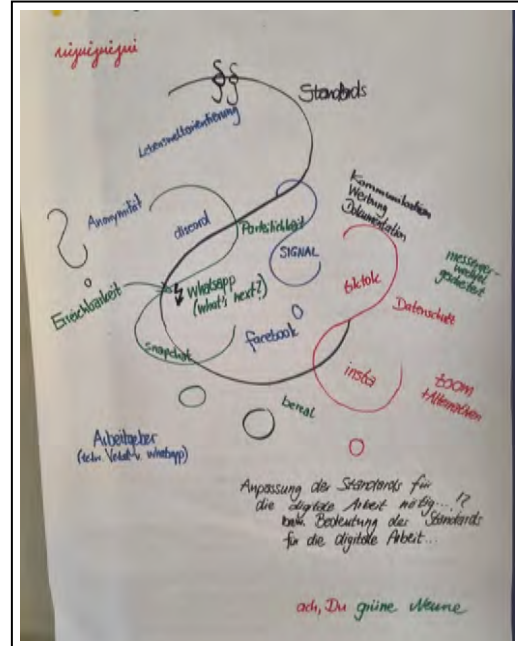 §§
Standards
Lebensweltorientierung
Kommunikation
Werbung
Dokumentation
Anonymität
discord
Parteilichkeit
SIGNAL
tiktok
messenger-
wechsel
gescheitert
Erreichbarkeit
whatsapp
(what's next?)
Datenschutz
snapchat
facebook
insta
zoom
+Alternativen
bereal
Arbeitgeber
(tw. Verbot v. whatsapp)
Anpassung der Standards für
die digitale Arbeit nötig...!?
bzw. Bedeutung der Standards
für die digitale Arbeit...
ach, Du grüne Neune